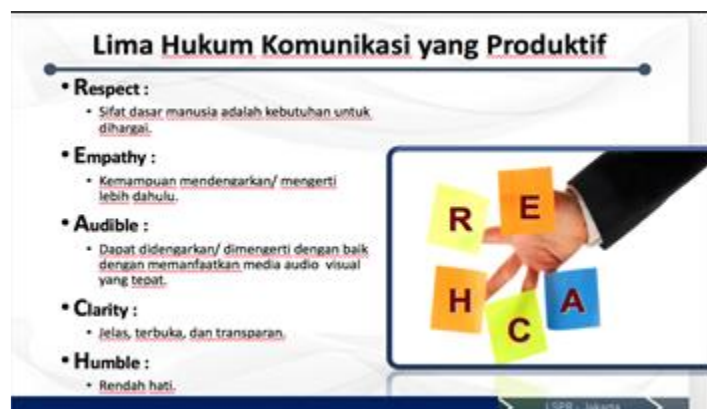 Lima Hukum Komunikasi yang Produktif
• Respect :
• Sifat dasar manusia adalah kebutuhan untuk
dihargai.
• Empathy :
• Kemamouan mendengarkan/ mengerti
lebih dahulu.
• Audible :
• Dapat didengarkan/ dimengerti dengan baik
dengan memanfaatkan media audio visual
yang tepat.
• Clarity :
• Jelas, terbuka, dan transparan.
• Humble :
• Rendah hati.
R E
H C A
LSPR - Jakarta